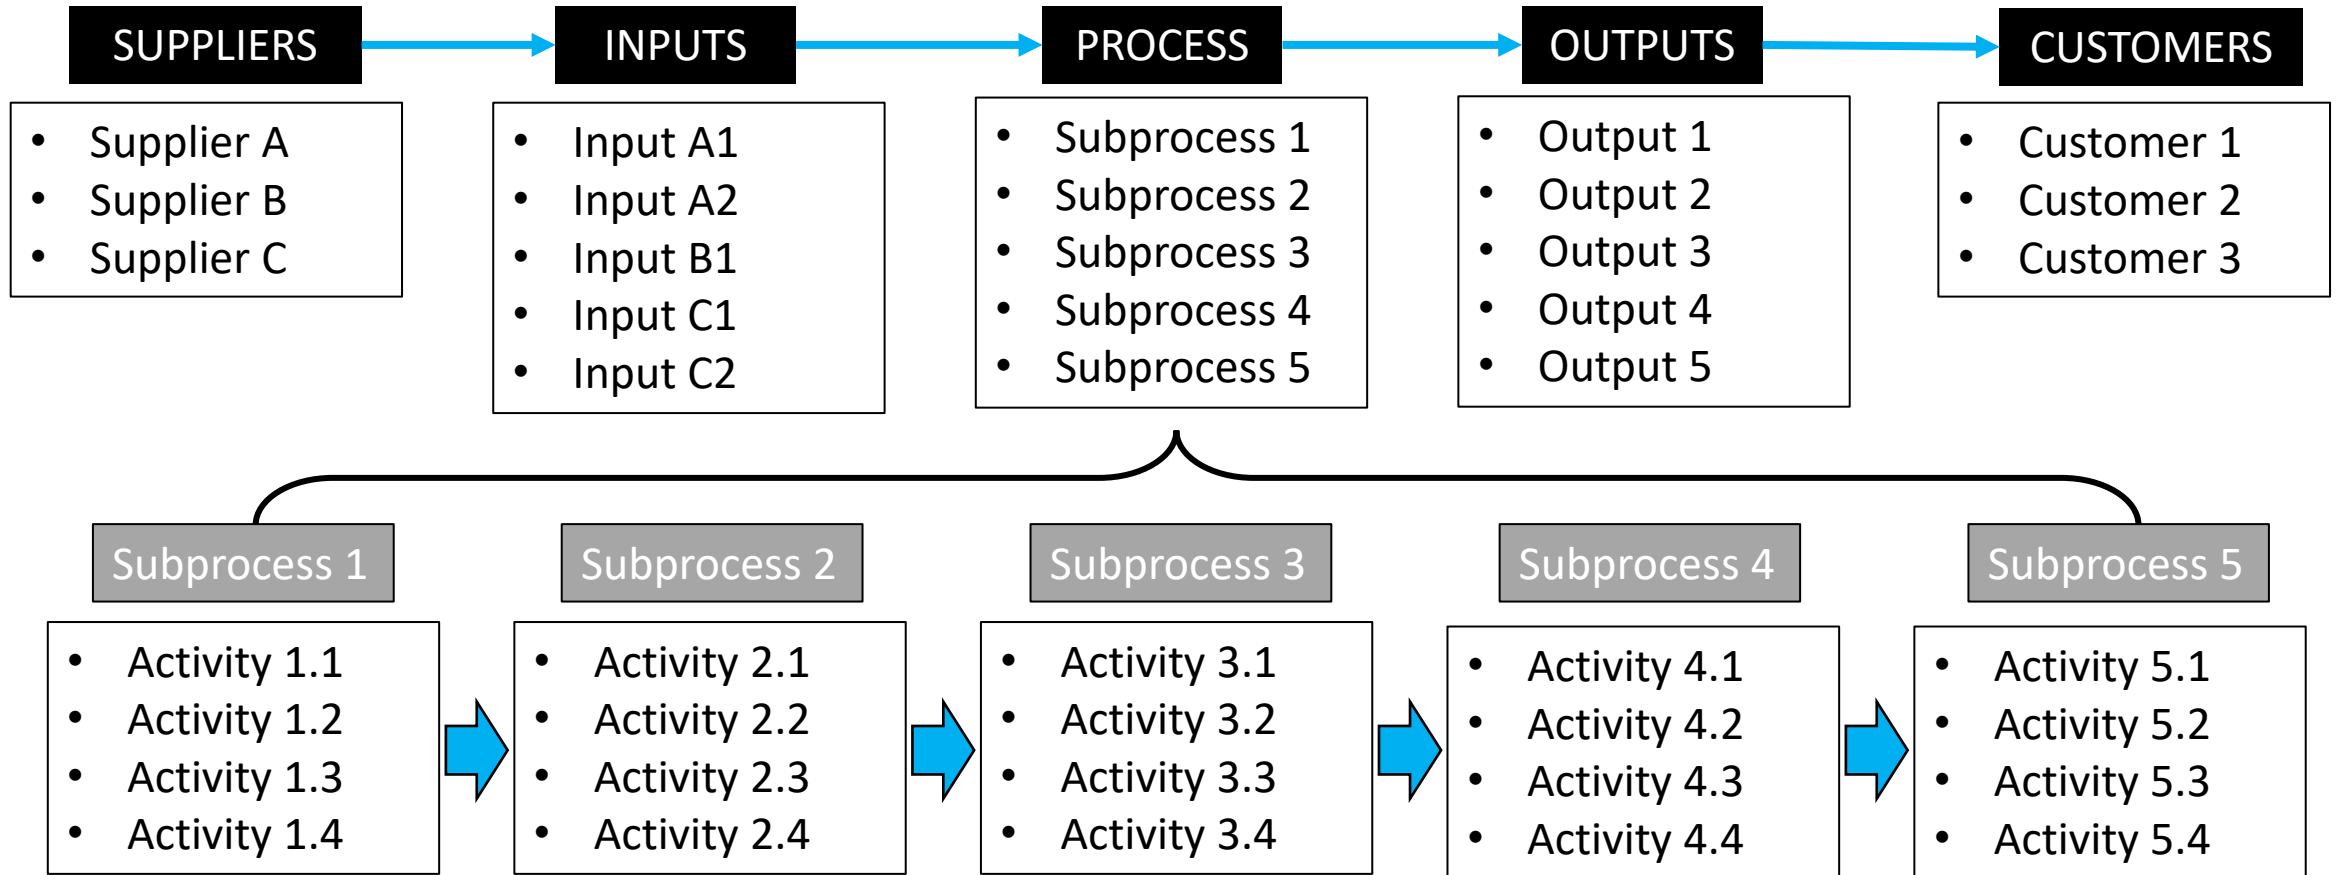 SUPPLIERS
INPUTS
PROCESS
OUTPUTS
CUSTOMERS
• Supplier A
• Supplier B
• Supplier C
• Input A1
• Input A2
• Input B1
• Input C1
• Input C2
• Subprocess 1
• Subprocess 2
• Subprocess 3
• Subprocess 4
• Subprocess 5
• Output 1
• Output 2
• Output 3
• Output 4
• Output 5
• Customer 1
• Customer 2
• Customer 3
Subprocess 1
• Activity 1.1
• Activity 1.2
• Activity 1.3
• Activity 1.4
Subprocess 2
• Activity 2.1
• Activity 2.2
• Activity 2.3
• Activity 2.4
Subprocess 3
• Activity 3.1
• Activity 3.2
• Activity 3.3
• Activity 3.4
Subprocess 4
• Activity 4.1
• Activity 4.2
• Activity 4.3
• Activity 4.4
Subprocess 5
• Activity 5.1
• Activity 5.2
• Activity 5.3
• Activity 5.4